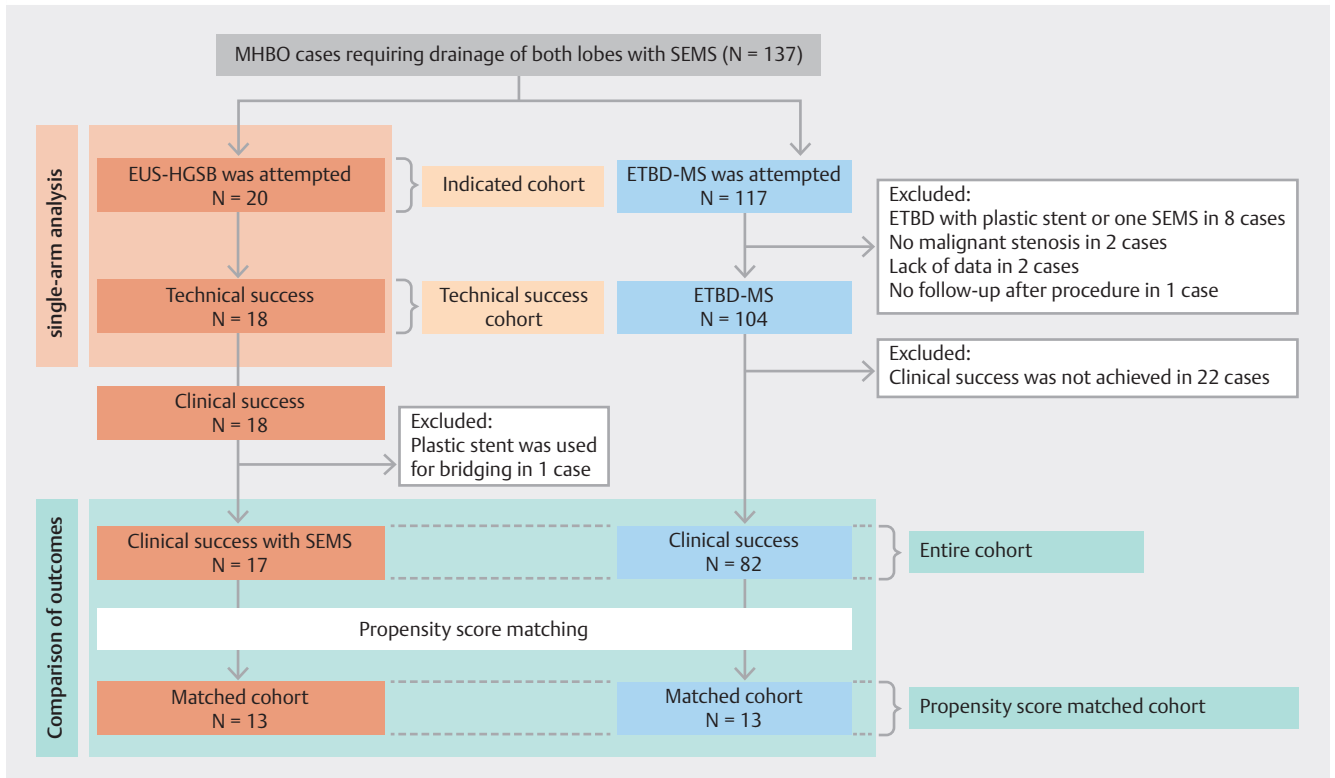 MHBO cases requiring drainage of both lobes with SEMS (N = 137)
single-arm analysis
EUS-HGSB was attempted
N = 20
Indicated cohort
ETBD-MS was attempted
N = 117
Excluded:
ETBD with plastic stent or one SEMS in 8 cases
No malignant stenosis in 2 cases
Lack of data in 2 cases
No follow-up after procedure in 1 case
Technical success
N = 18
Technical success
cohort
ETBD-MS
N = 104
Excluded:
Clinical success was not achieved in 22 cases
Clinical success
N = 18
Excluded:
Plastic stent was used
for bridging in 1 case
Comparison of outcomes
Clinical success with SEMS
N = 17
Clinical success
N = 82
Entire cohort
Propensity score matching
Matched cohort
N = 13
Matched cohort
N = 13
Propensity score matched cohort